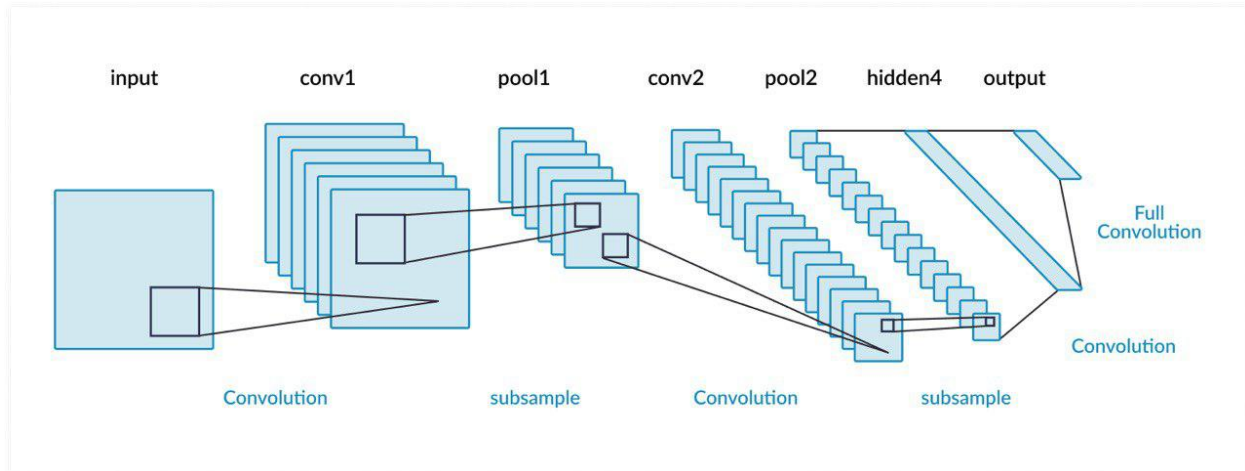 input
conv1
pool1
conv2
pool2
hidden4
output
Full
Convolution
Convolution
Convolution
subsample
Convolution
subsample